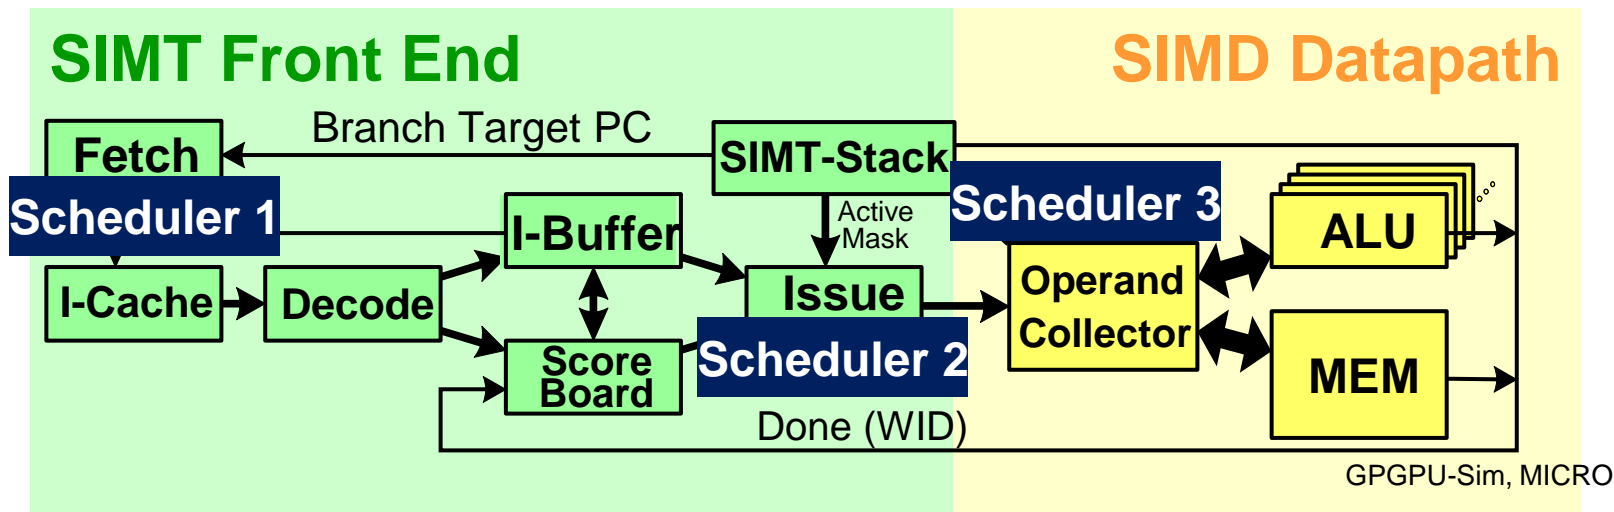 SIMT Front End
SIMD Datapath
Branch Target PC
Fetch
SIMT-Stack
Scheduler 1
I-Buffer
Active
Mask
Scheduler 3
ALU
I-Cache
Decode
Issue
Operand
Collector
Score
Board
Scheduler 2
MEM
Done (WID)
GPGPU-Sim, MICRO